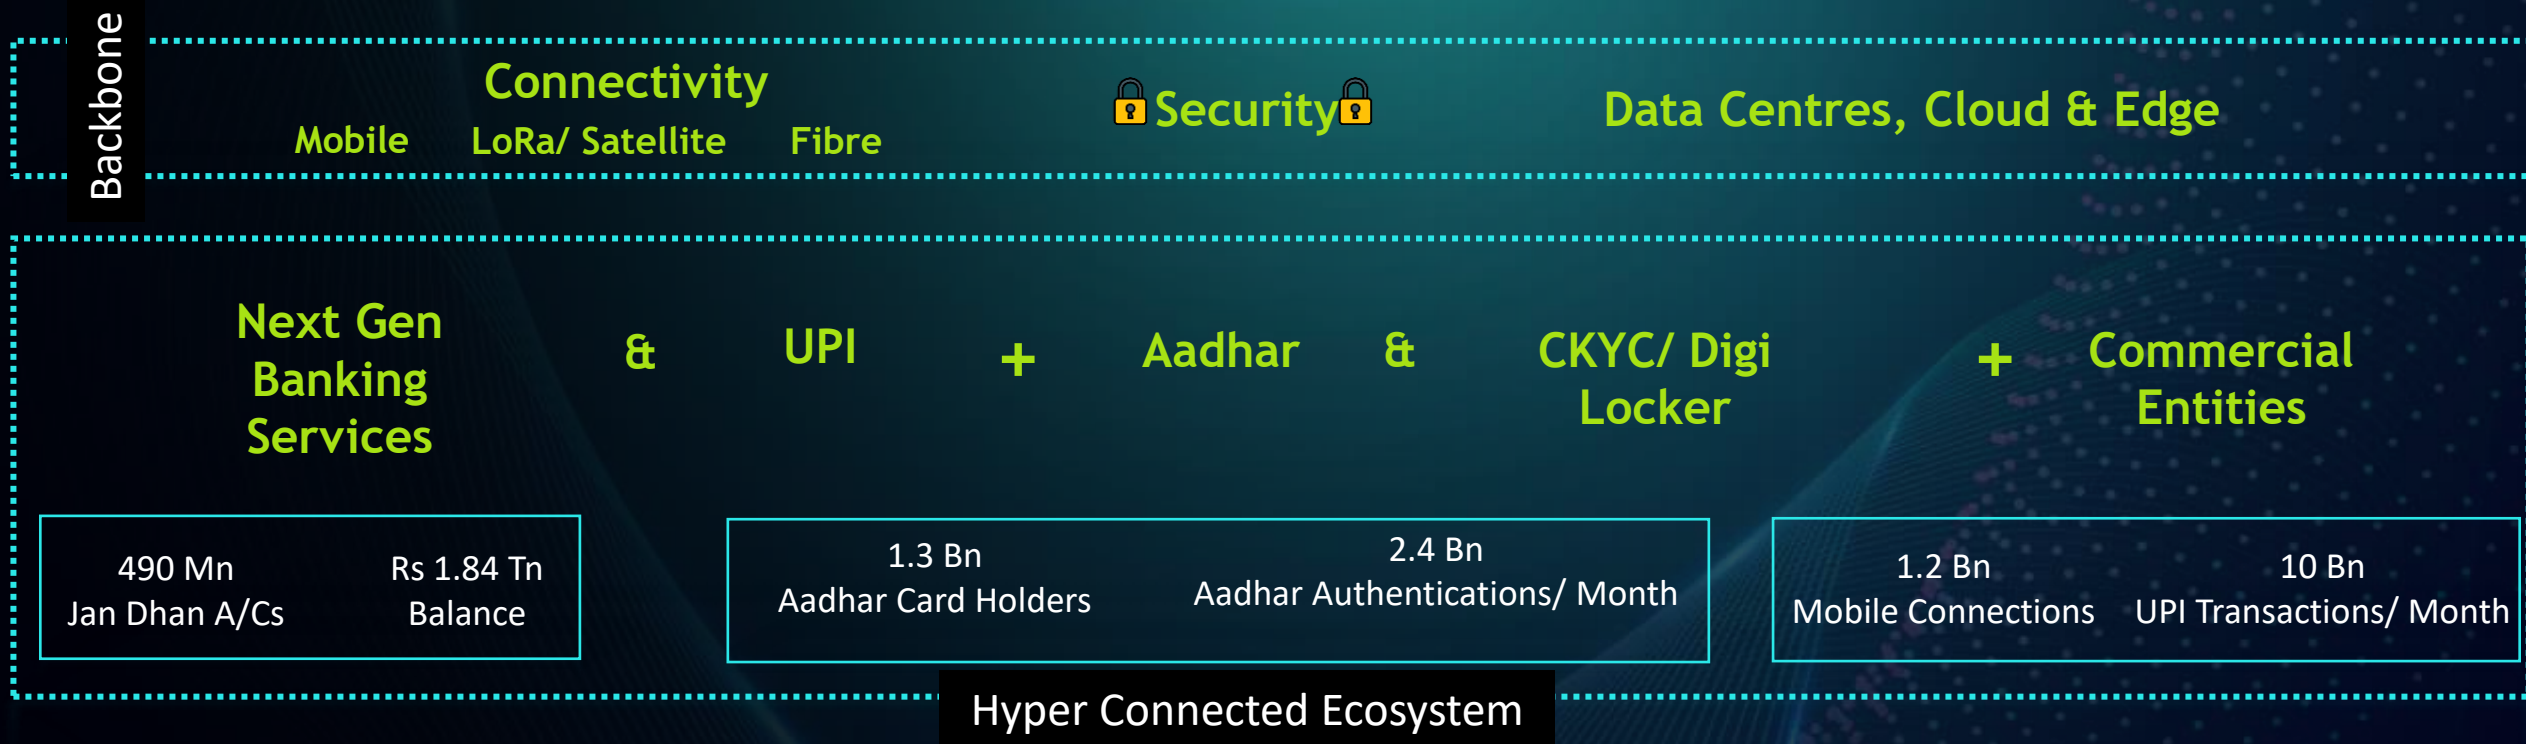 Backbone
Connectivity
Mobile LoRa/ Satellite Fibre
Security
Data Centres, Cloud & Edge
Next Gen
Banking
Services
&
UPI
+
Aadhar
&
CKYC/ Digi
Locker
+
Commercial
Entities
490 Mn
Jan Dhan A/Cs
Rs 1.84 Tn
Balance
1.3 Bn
Aadhar Card Holders
2.4 Bn
Aadhar Authentications/ Month
1.2 Bn
Mobile Connections
10 Bn
UPI Transactions/ Month
Hyper Connected Ecosystem